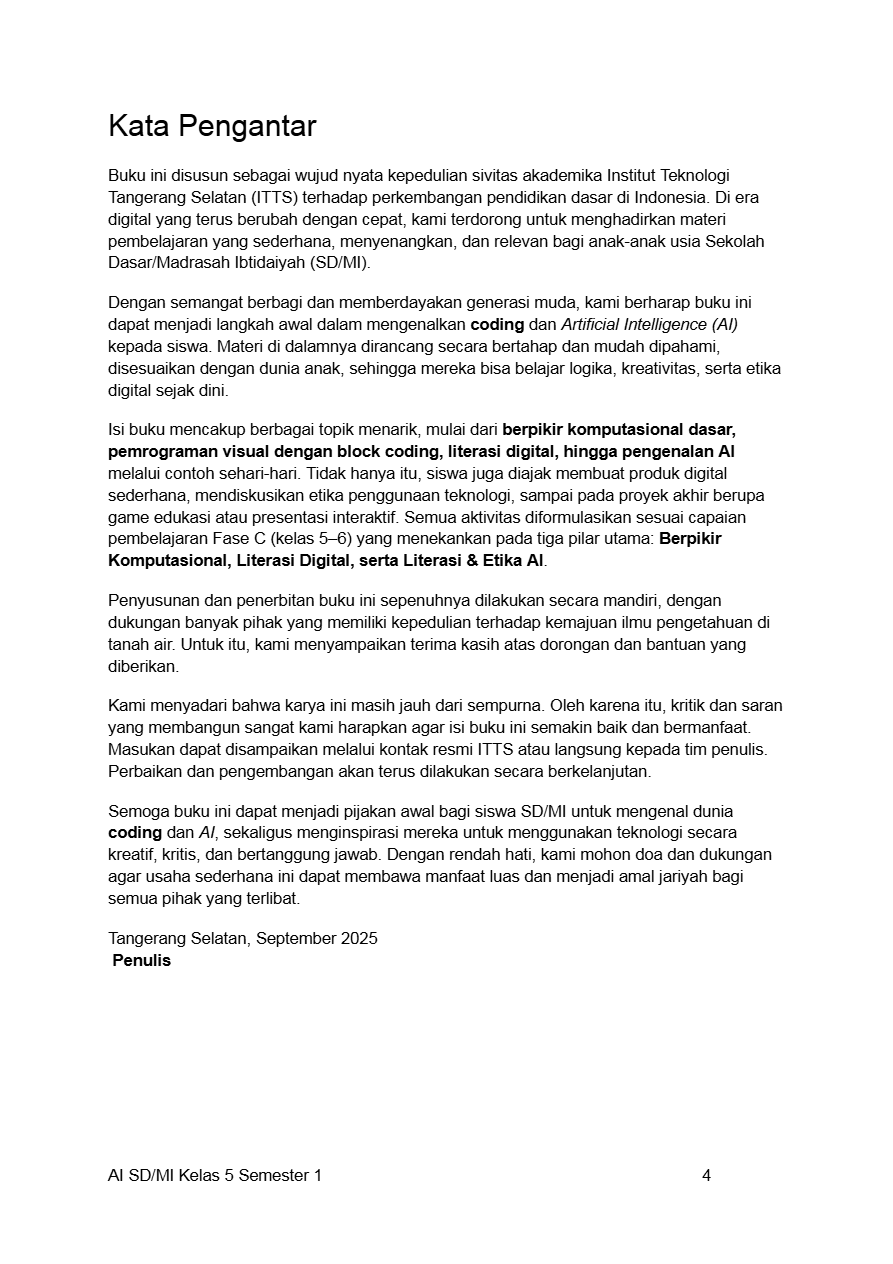 Kata Pengantar
Buku ini disusun sebagai wujud nyata kepedulian sivitas akademika Institut Teknologi
Tangerang Selatan (ITTS) terhadap perkembangan pendidikan dasar di Indonesia. Di era
digital yang terus berubah dengan cepat, kami terdorong untuk menghadirkan materi
pembelajaran yang sederhana, menyenangkan, dan relevan bagi anak-anak usia Sekolah
Dasar/Madrasah Ibtidaiyah (SD/MI).
Dengan semangat berbagi dan memberdayakan generasi muda, kami berharap buku ini
dapat menjadi langkah awal dalam mengenalkan coding dan Artificial Intelligence (AI)
kepada siswa. Materi di dalamnya dirancang secara bertahap dan mudah dipahami,
disesuaikan dengan dunia anak, sehingga mereka bisa belajar logika, kreativitas, serta etika
digital sejak dini.
Isi buku mencakup berbagai topik menarik, mulai dari berpikir komputasional dasar,
pemrograman visual dengan block coding, literasi digital, hingga pengenalan AI
melalui contoh sehari-hari. Tidak hanya itu, siswa juga diajak membuat produk digital
sederhana, mendiskusikan etika penggunaan teknologi, sampai pada proyek akhir berupa
game edukasi atau presentasi interaktif. Semua aktivitas diformulasikan sesuai capaian
pembelajaran Fase C (kelas 5–6) yang menekankan pada tiga pilar utama: Berpikir
Komputasional, Literasi Digital, serta Literasi & Etika AI.
Penyusunan dan penerbitan buku ini sepenuhnya dilakukan secara mandiri, dengan
dukungan banyak pihak yang memiliki kepedulian terhadap kemajuan ilmu pengetahuan di
tanah air. Untuk itu, kami menyampaikan terima kasih atas dorongan dan bantuan yang
diberikan.
Kami menyadari bahwa karya ini masih jauh dari sempurna. Oleh karena itu, kritik dan saran
yang membangun sangat kami harapkan agar isi buku ini semakin baik dan bermanfaat.
Masukan dapat disampaikan melalui kontak resmi ITTS atau langsung kepada tim penulis.
Perbaikan dan pengembangan akan terus dilakukan secara berkelanjutan.
Semoga buku ini dapat menjadi pijakan awal bagi siswa SD/MI untuk mengenal dunia
coding dan AI, sekaligus menginspirasi mereka untuk menggunakan teknologi secara
kreatif, kritis, dan bertanggung jawab. Dengan rendah hati, kami mohon doa dan dukungan
agar usaha sederhana ini dapat membawa manfaat luas dan menjadi amal jariyah bagi
semua pihak yang terlibat.
Tangerang Selatan, September 2025
Penulis
AI SD/MI Kelas 5 Semester 1 4